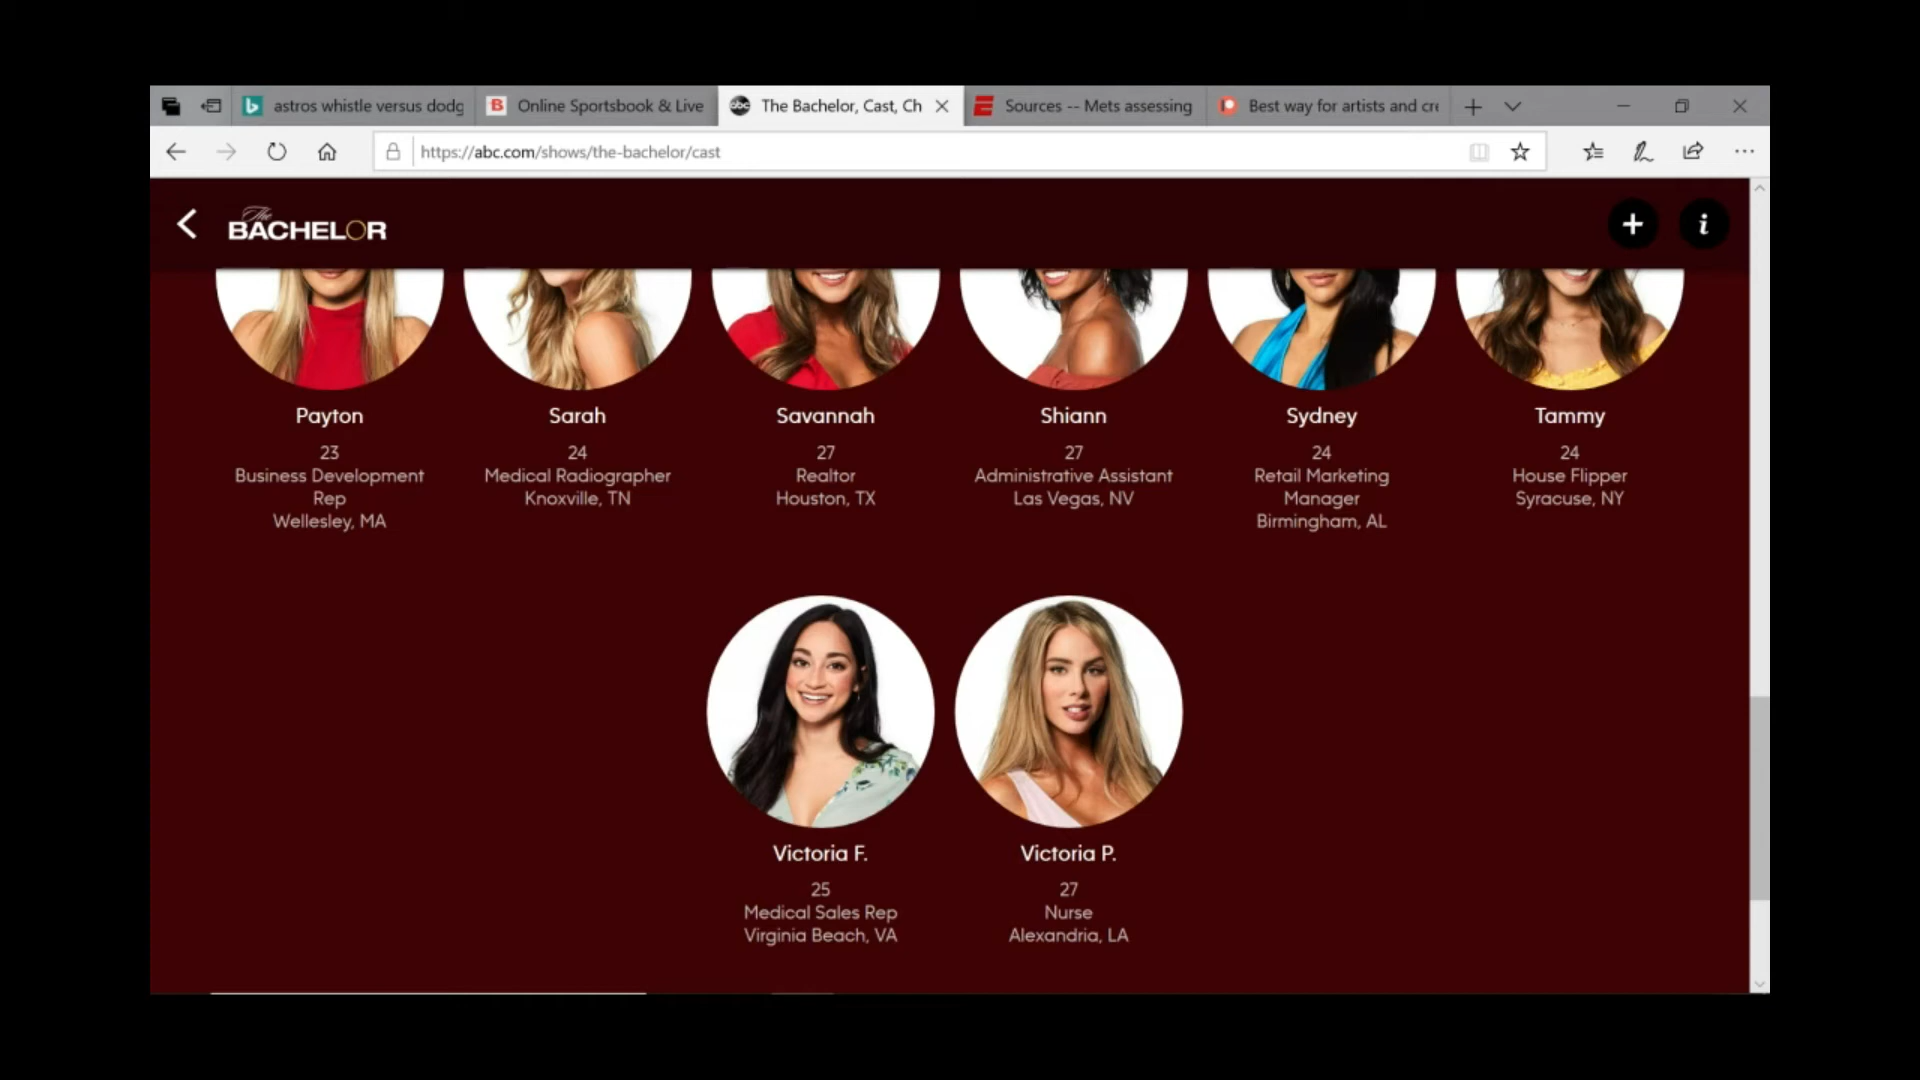 astros whistle versus dodg
Online Sportsbook & Live
The Bachelor, Cast, Ch
Sources -- Mets assessing
Best way for artists and cre
https://abc.com/shows/the-bachelor/cast
The
BACHELOR
Payton
23
Business Development
Rep
Wellesley, MA
Sarah
24
Medical Radiographer
Knoxville, TN
Savannah
27
Realtor
Houston, TX
Shiann
27
Administrative Assistant
Las Vegas, NV
Sydney
24
Retail Marketing
Manager
Birmingham, AL
Tammy
24
House Flipper
Syracuse, NY
Victoria F.
25
Medical Sales Rep
Virginia Beach, VA
Victoria P.
27
Nurse
Alexandria, LA